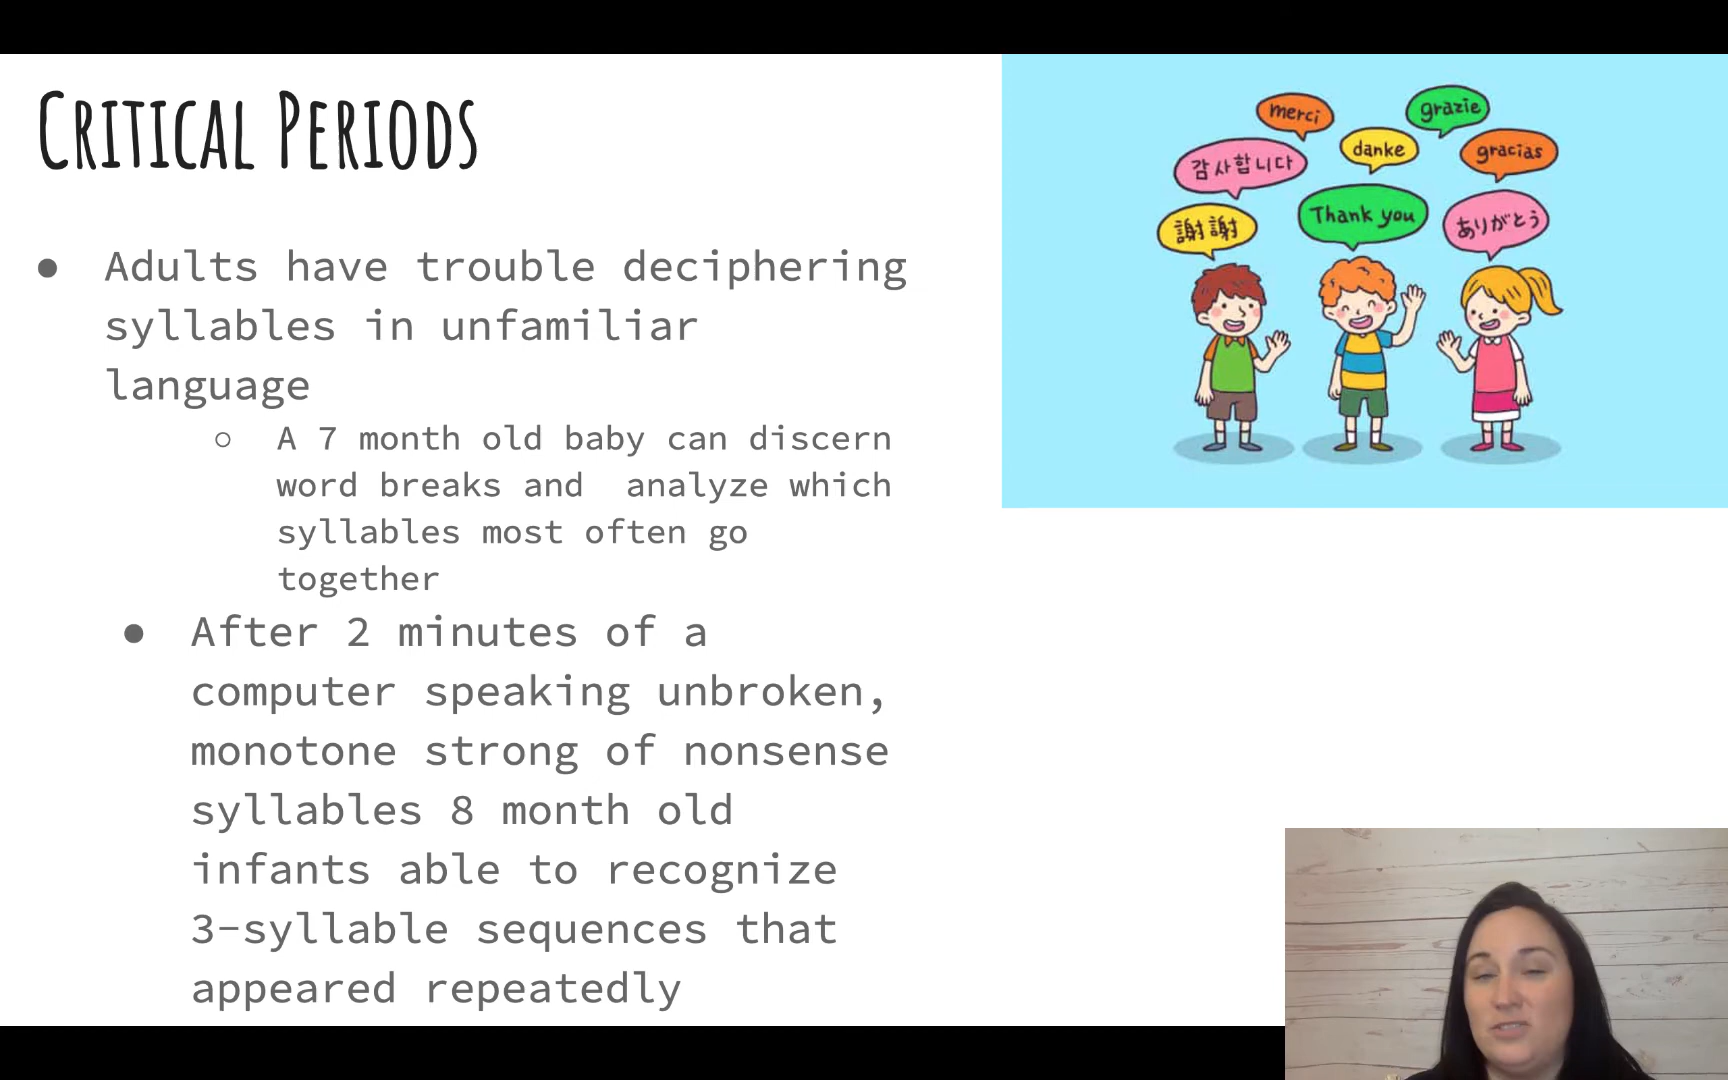 CRITICAL PERIODS
● Adults have trouble deciphering
syllables in unfamiliar
language
○ A 7 month old baby can discern
word breaks and  analyze which
syllables most often go
together
● After 2 minutes of a
computer speaking unbroken,
monotone strong of nonsense
syllables 8 month old
infants able to recognize
3-syllable sequences that
appeared repeatedly
merci
grazie
감사합니다
danke
gracias
謝謝
Thank you
ありがとう